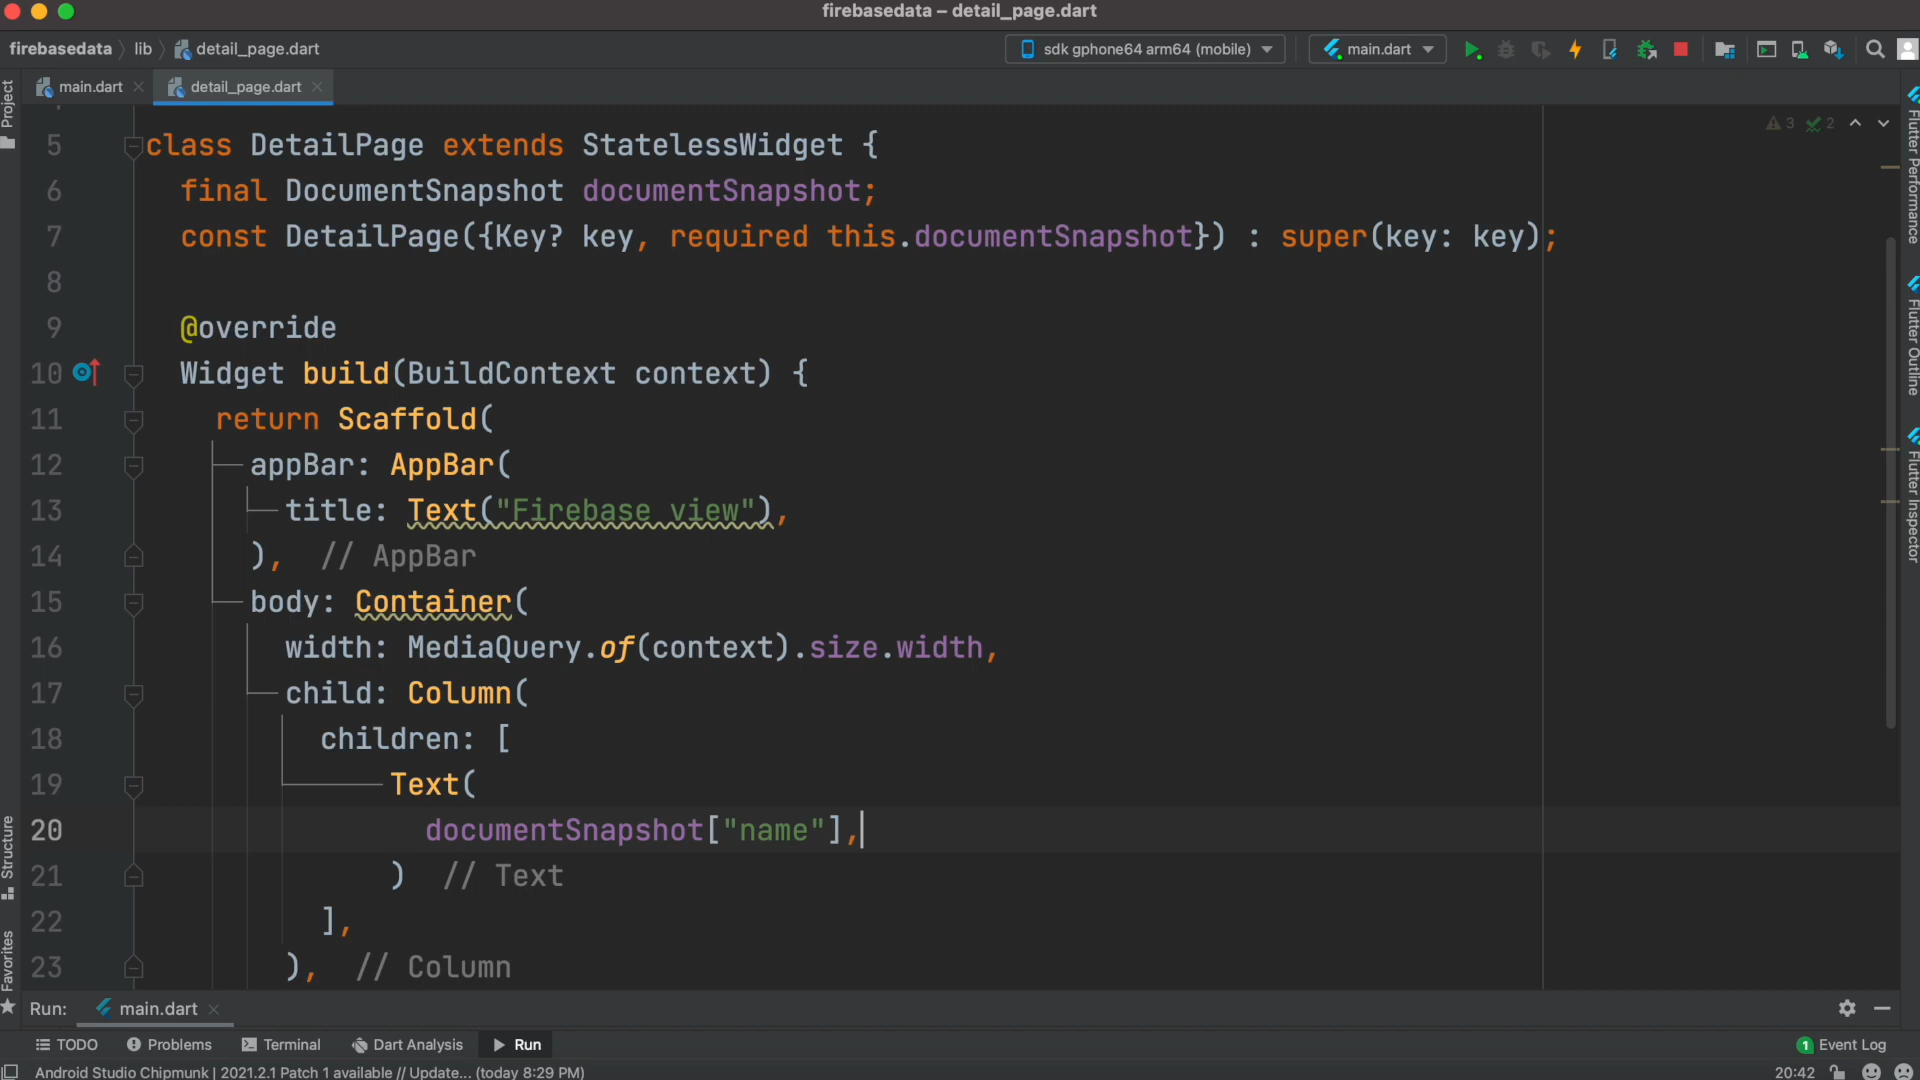 firebasedata – detail_page.dart
firebasedata lib detail_page.dart sdk gphone64 arm64 (mobile) main.dart
main.dart detail_page.dart
Project
Structure
Favorites
3 2
Flutter Performance
Flutter Outline
Flutter Inspector
5 class DetailPage extends StatelessWidget {
6 final DocumentSnapshot documentSnapshot;
7 const DetailPage({Key? key, required this.documentSnapshot}) : super(key: key);
8
9 @override
10 Widget build(BuildContext context) {
11 return Scaffold(
12 appBar: AppBar(
13 title: Text("Firebase view"),
14 ), // AppBar
15 body: Container(
16 width: MediaQuery.of(context).size.width,
17 child: Column(
18 children: [
19 Text(
20 documentSnapshot["name"],
21 ) // Text
22 ],
23 ), // Column
Run: main.dart
TODO Problems Terminal Dart Analysis Run 1 Event Log
Android Studio Chipmunk | 2021.2.1 Patch 1 available // Update... (today 8:29 PM) 20:42